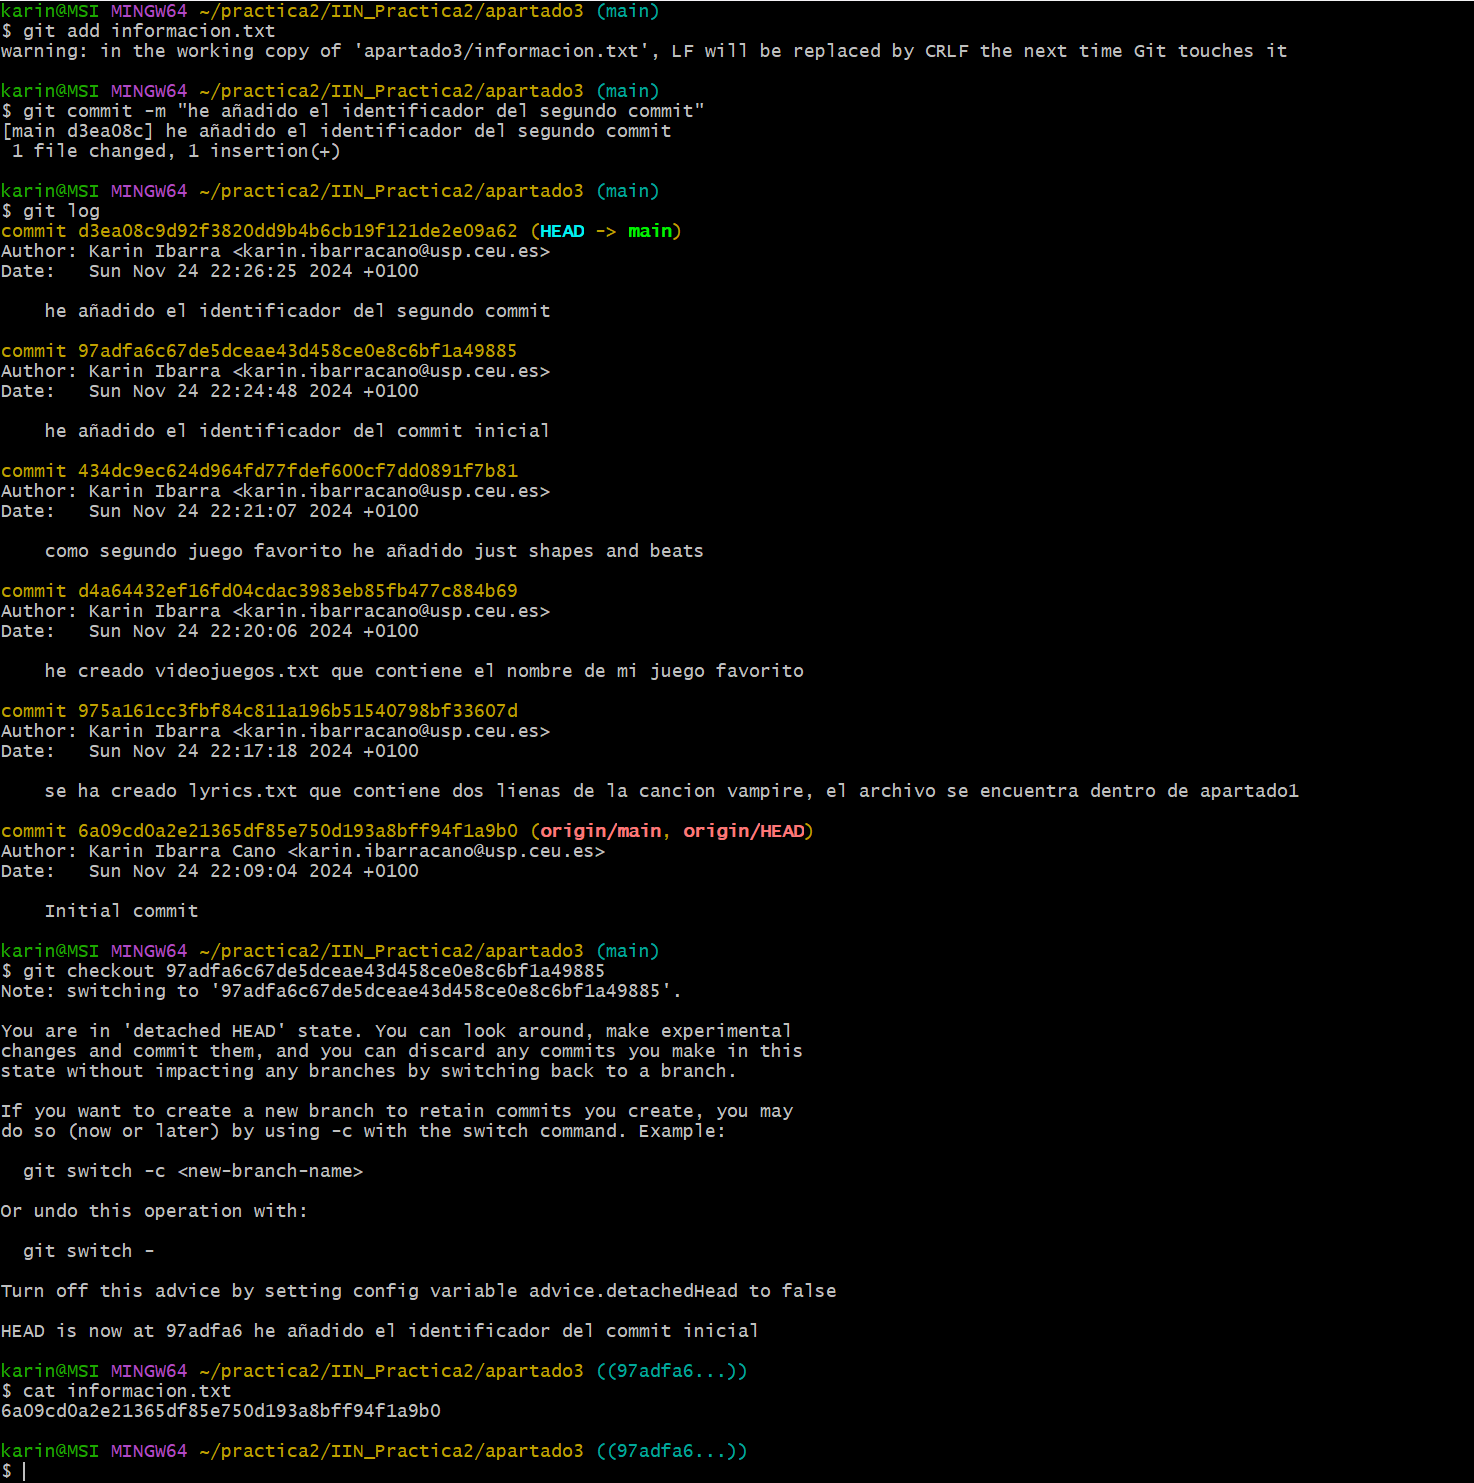 karin@MSI MINGW64 ~/practica2/IIN_Practica2/apartado3 (main)
$ git add informacion.txt
warning: in the working copy of 'apartado3/informacion.txt', LF will be replaced by CRLF the next time Git touches it
karin@MSI MINGW64 ~/practica2/IIN_Practica2/apartado3 (main)
$ git commit -m "he añadido el identificador del segundo commit"
[main d3ea08c] he añadido el identificador del segundo commit
 1 file changed, 1 insertion(+)
karin@MSI MINGW64 ~/practica2/IIN_Practica2/apartado3 (main)
$ git log
commit d3ea08c9d92f3820dd9b4b6cb19f121de2e09a62 (HEAD -> main)
Author: Karin Ibarra <karin.ibarracano@usp.ceu.es>
Date:   Sun Nov 24 22:26:25 2024 +0100
    he añadido el identificador del segundo commit
commit 97adfa6c67de5dceae43d458ce0e8c6bf1a49885
Author: Karin Ibarra <karin.ibarracano@usp.ceu.es>
Date:   Sun Nov 24 22:24:48 2024 +0100
    he añadido el identificador del commit inicial
commit 434dc9ec624d964fd77fdef600cf7dd0891f7b81
Author: Karin Ibarra <karin.ibarracano@usp.ceu.es>
Date:   Sun Nov 24 22:21:07 2024 +0100
    como segundo juego favorito he añadido just shapes and beats
commit d4a64432ef16fd04cdac3983eb85fb477c884b69
Author: Karin Ibarra <karin.ibarracano@usp.ceu.es>
Date:   Sun Nov 24 22:20:06 2024 +0100
    he creado videojuegos.txt que contiene el nombre de mi juego favorito
commit 975a161cc3fbf84c811a196b51540798bf33607d
Author: Karin Ibarra <karin.ibarracano@usp.ceu.es>
Date:   Sun Nov 24 22:17:18 2024 +0100
    se ha creado lyrics.txt que contiene dos lienas de la cancion vampire, el archivo se encuentra dentro de apartado1
commit 6a09cd0a2e21365df85e750d193a8bff94f1a9b0 (origin/main, origin/HEAD)
Author: Karin Ibarra Cano <karin.ibarracano@usp.ceu.es>
Date:   Sun Nov 24 22:09:04 2024 +0100
    Initial commit
karin@MSI MINGW64 ~/practica2/IIN_Practica2/apartado3 (main)
$ git checkout 97adfa6c67de5dceae43d458ce0e8c6bf1a49885
Note: switching to '97adfa6c67de5dceae43d458ce0e8c6bf1a49885'.
You are in 'detached HEAD' state. You can look around, make experimental
changes and commit them, and you can discard any commits you make in this
state without impacting any branches by switching back to a branch.
If you want to create a new branch to retain commits you create, you may
do so (now or later) by using -c with the switch command. Example:
  git switch -c <new-branch-name>
Or undo this operation with:
  git switch -
Turn off this advice by setting config variable advice.detachedHead to false
HEAD is now at 97adfa6 he añadido el identificador del commit inicial
karin@MSI MINGW64 ~/practica2/IIN_Practica2/apartado3 ((97adfa6...))
$ cat informacion.txt
6a09cd0a2e21365df85e750d193a8bff94f1a9b0
karin@MSI MINGW64 ~/practica2/IIN_Practica2/apartado3 ((97adfa6...))
$